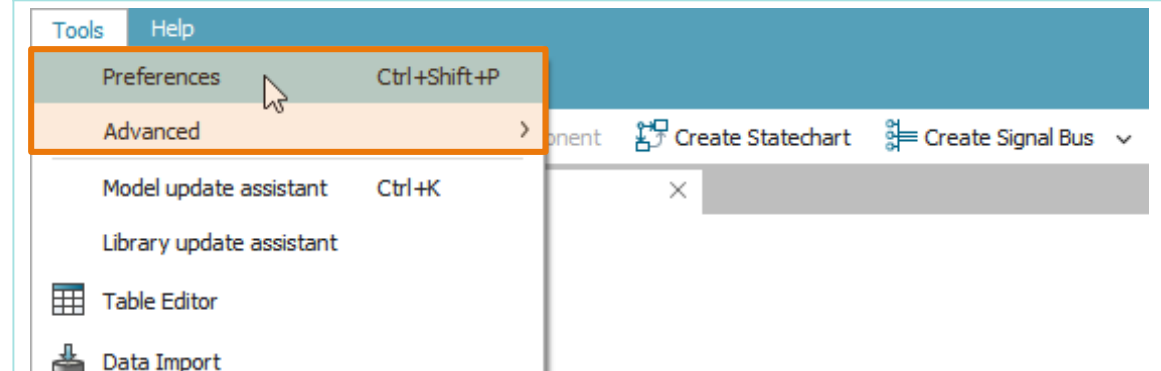 Tools Help
Preferences Ctrl+Shift+P
Advanced
onent Create Statechart Create Signal Bus
Model update assistant Ctrl+K
Library update assistant
Table Editor
Data Import